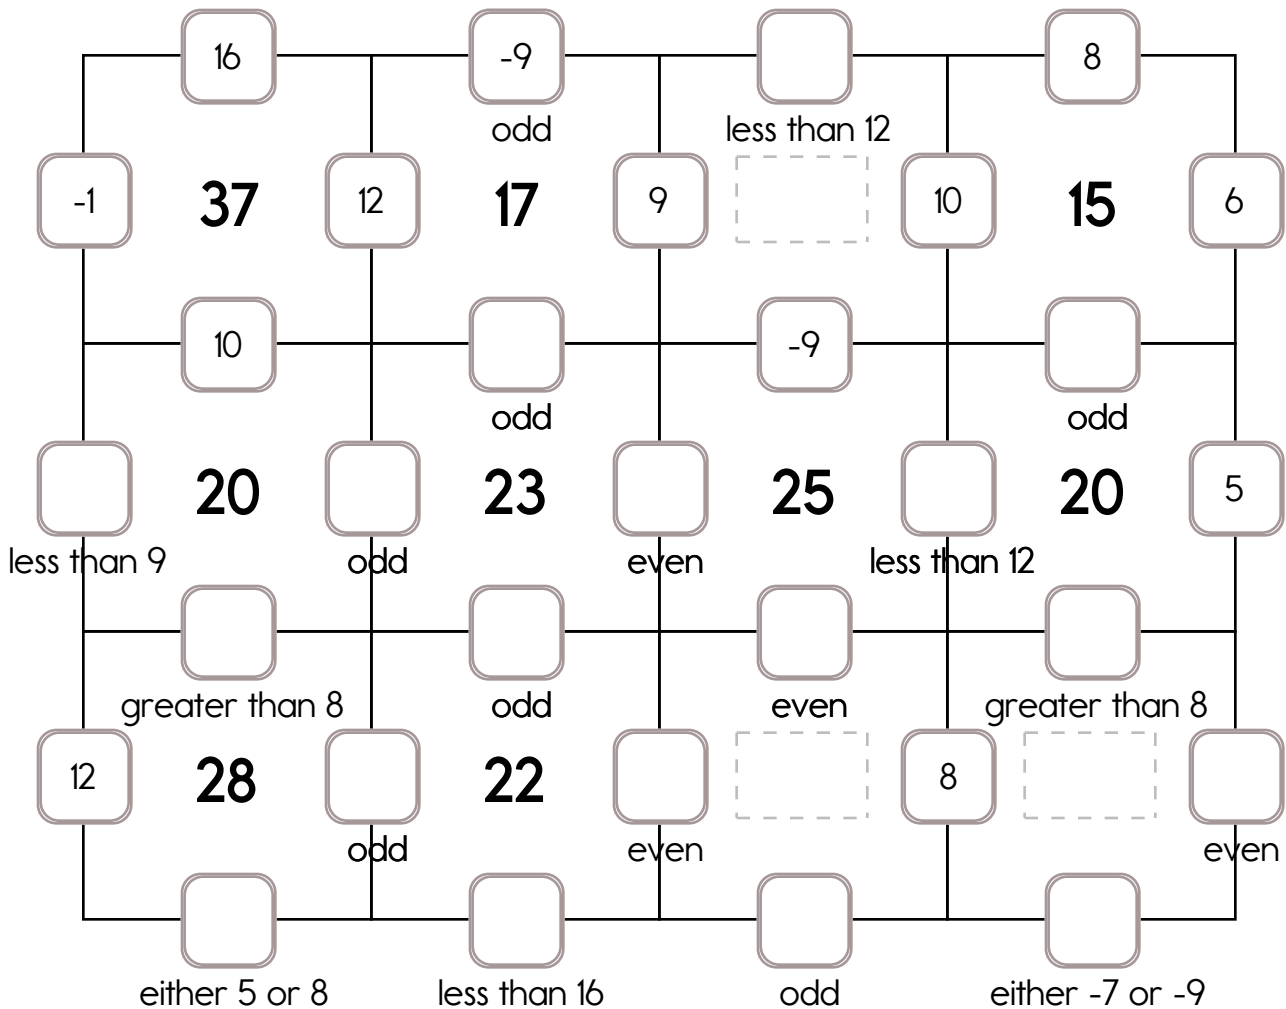 16 -9 8
odd less than 12
-1 37 12 17 9 10 15 6
10 -9
odd odd
20 23 25 20 5
less than 9 odd even less than 12
greater than 8 odd even greater than 8
12 28 22 8
odd even even
either 5 or 8 less than 16 odd either -7 or -9